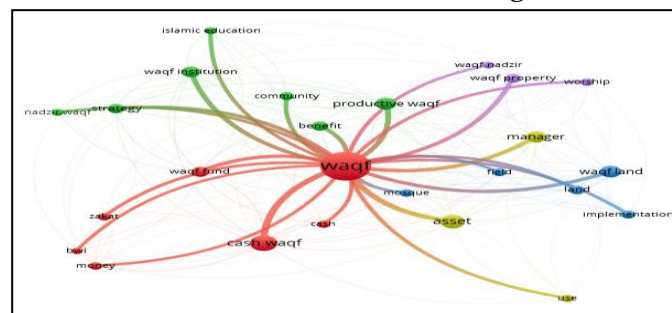 islamic education
waqf institution
waqf nadzir
waqf property
worship
community
productive waqf
nadzir waqf
strategy
benefit
manager
waqf
waqf fund
field
waqf land
mosque
land
zakat
cash
asset
implementation
cash waqf
bwi
money
use